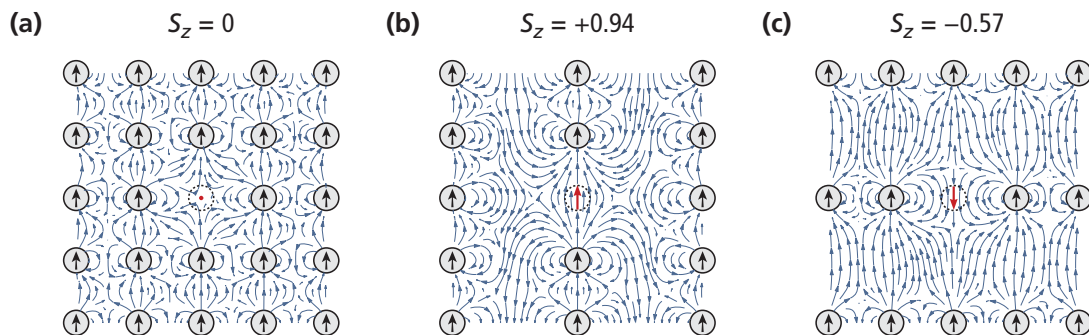 (a) S_z = 0
(b) S_z = +0.94
(c) S_z = −0.57